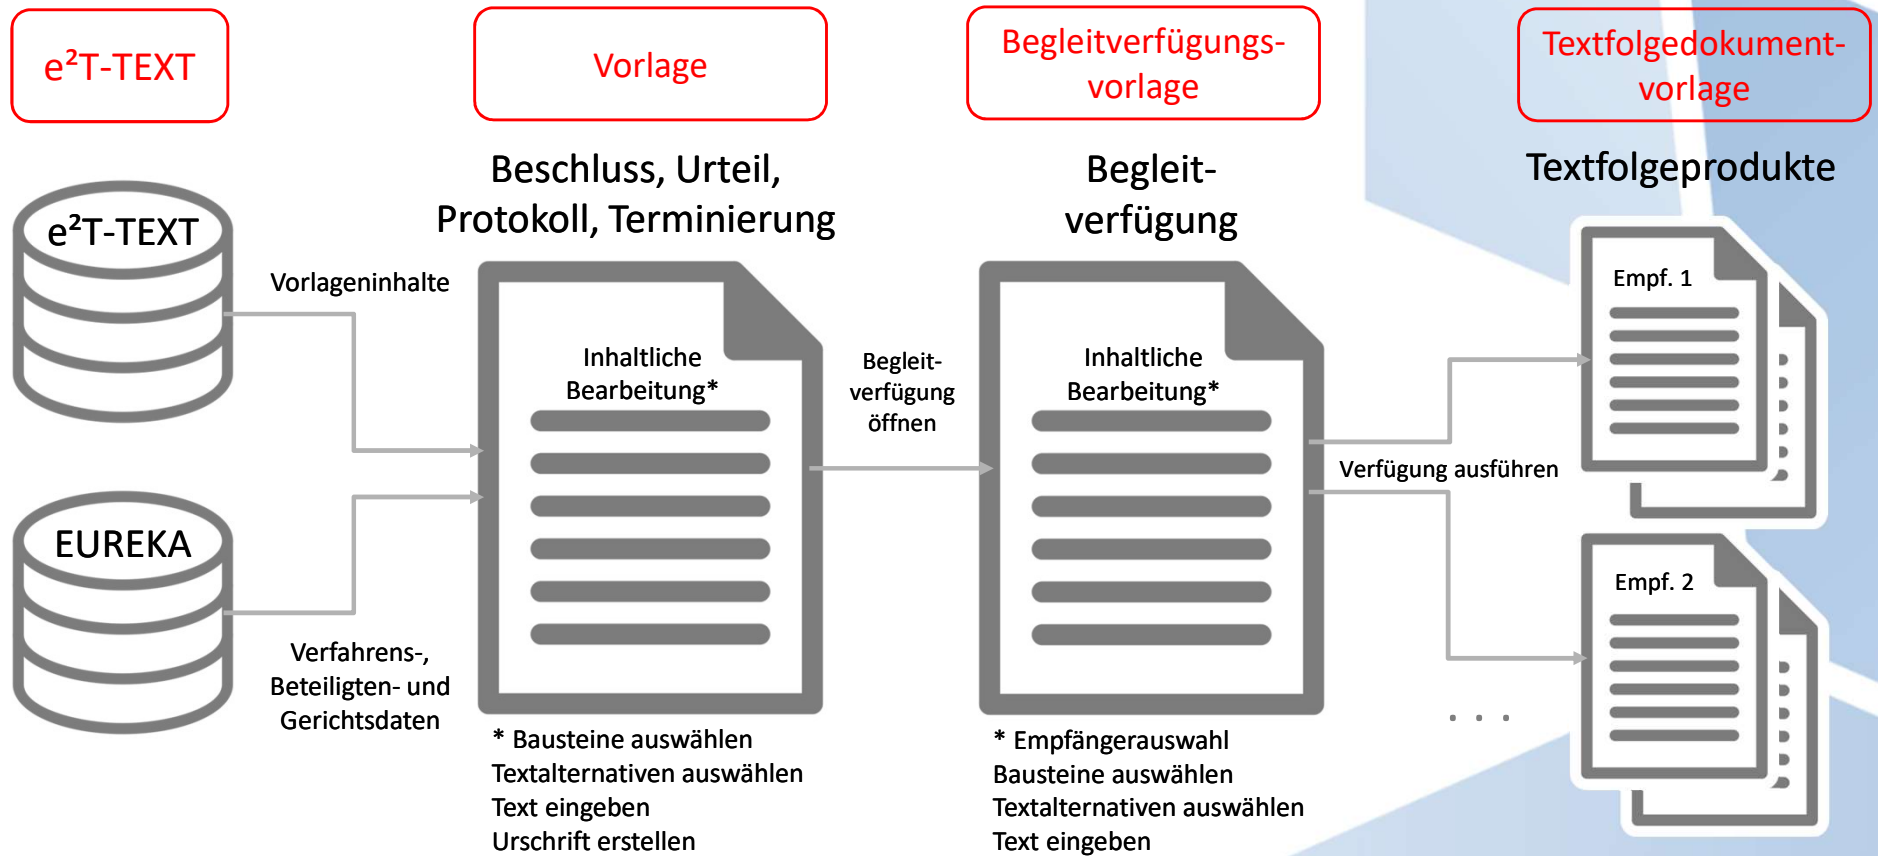 e²T-TEXT
Vorlage
Begleitverfügungs-
vorlage
Textfolgedokument-
vorlage
e²T-TEXT
Vorlageninhalte
EUREKA
Verfahrens-,
Beteiligten- und
Gerichtsdaten
Beschluss, Urteil,
Protokoll, Terminierung
Inhaltliche
Bearbeitung*
* Bausteine auswählen
Textalternativen auswählen
Text eingeben
Urschrift erstellen
Begleit-
verfügung
öffnen
Begleit-
verfügung
Inhaltliche
Bearbeitung*
* Empfängerauswahl
Bausteine auswählen
Textalternativen auswählen
Text eingeben
Verfügung ausführen
. . .
Textfolgeprodukte
Empf. 1
Empf. 2